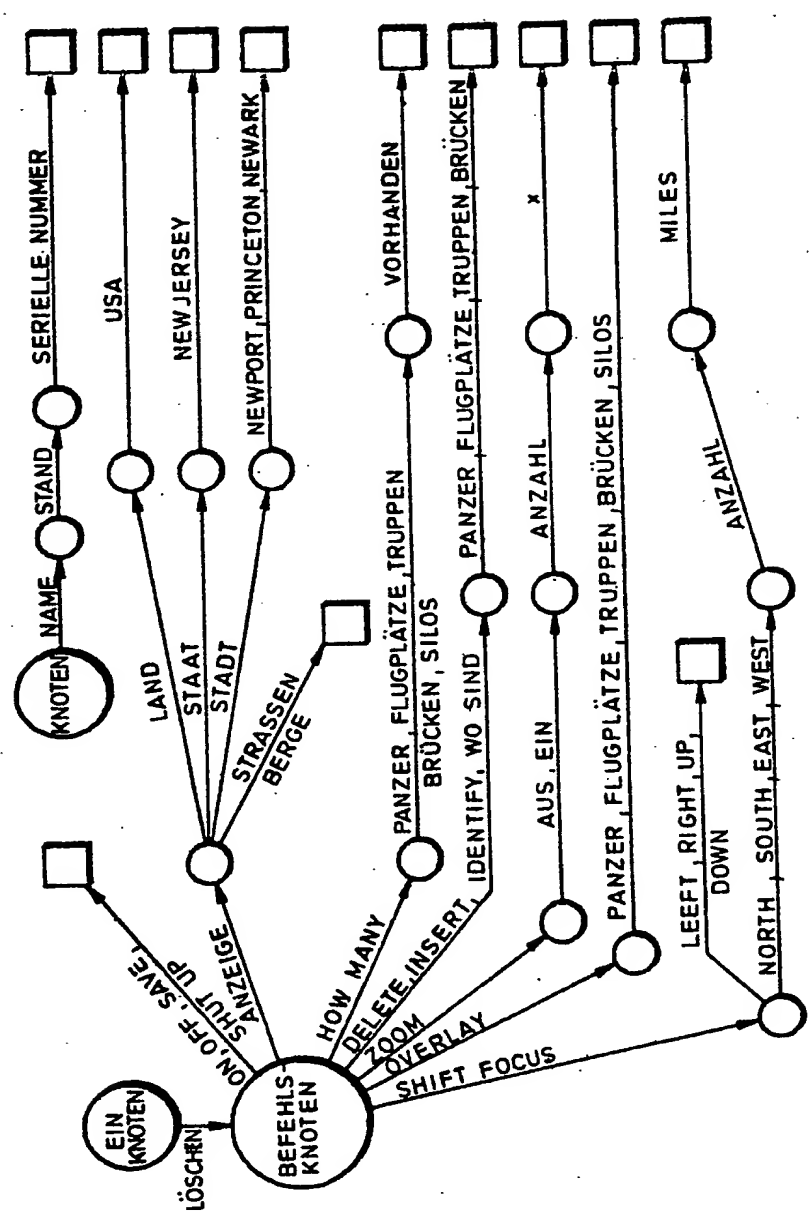 KNOTEN
NAME
STAND
SERIELLE NUMMER
LAND
USA
STAAT
NEW JERSEY
STADT
NEWPORT, PRINCETON, NEWARK
STRASSEN
BERGE
EIN
KNOTEN
LÖSCHEN
BEFEHLS-
KNOTEN
ON, OFF, SAVE,
SHUT UP
ANZEIGE
HOW MANY
PANZER, FLUGPLÄTZE, TRUPPEN
BRÜCKEN, SILOS
VORHANDEN
DELETE, INSERT, IDENTIFY, WO SIND
PANZER, FLUGPLÄTZE, TRUPPEN, BRÜCKEN
ZOOM
AUS, EIN
ANZAHL
x
OVERLAY
PANZER, FLUGPLÄTZE, TRUPPEN, BRÜCKEN, SILOS
SHIFT FOCUS
LEEFT, RIGHT, UP,
DOWN
NORTH, SOUTH, EAST, WEST
ANZAHL
MILES